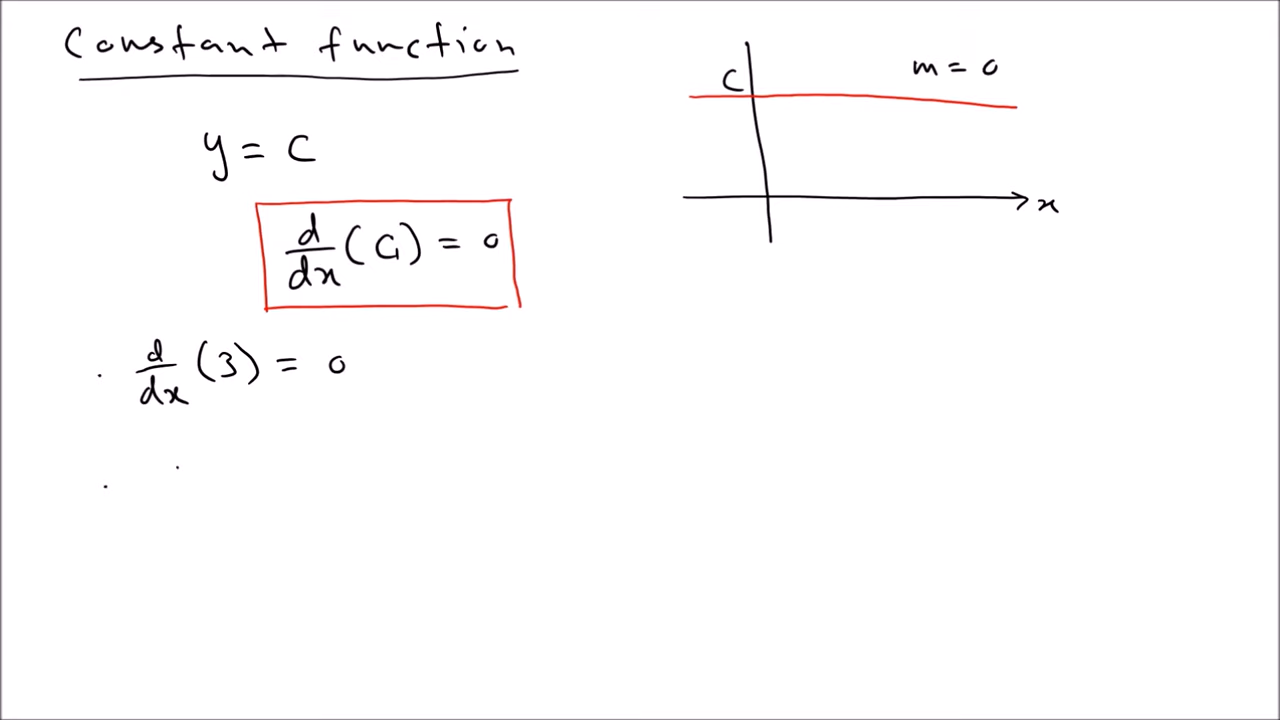 Constant function
y = C
d/dx (C) = 0
. d/dx (3) = 0
.
C
m = 0
x